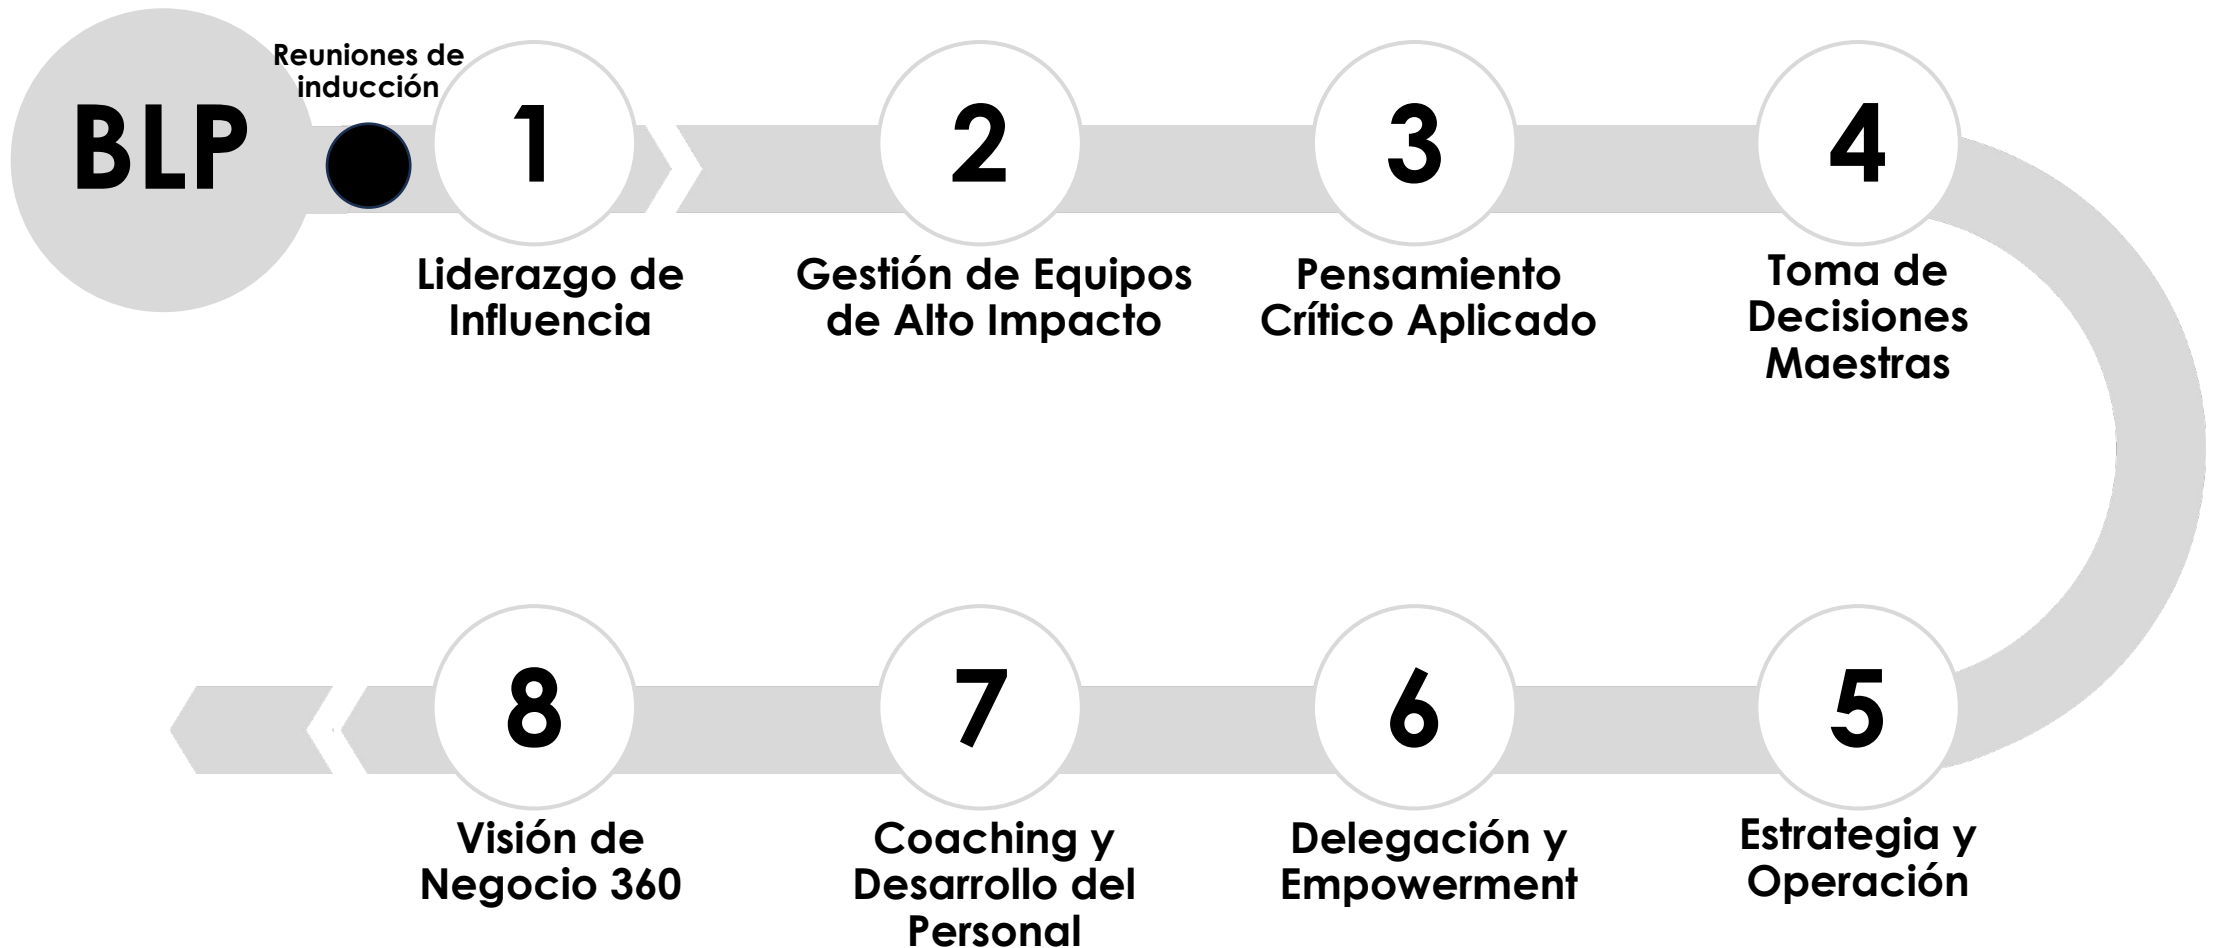 BLP
Reuniones de
inducción
1
Liderazgo de
Influencia
2
Gestión de Equipos
de Alto Impacto
3
Pensamiento
Crítico Aplicado
4
Toma de
Decisiones
Maestras
5
Estrategia y
Operación
6
Delegación y
Empowerment
7
Coaching y
Desarrollo del
Personal
8
Visión de
Negocio 360